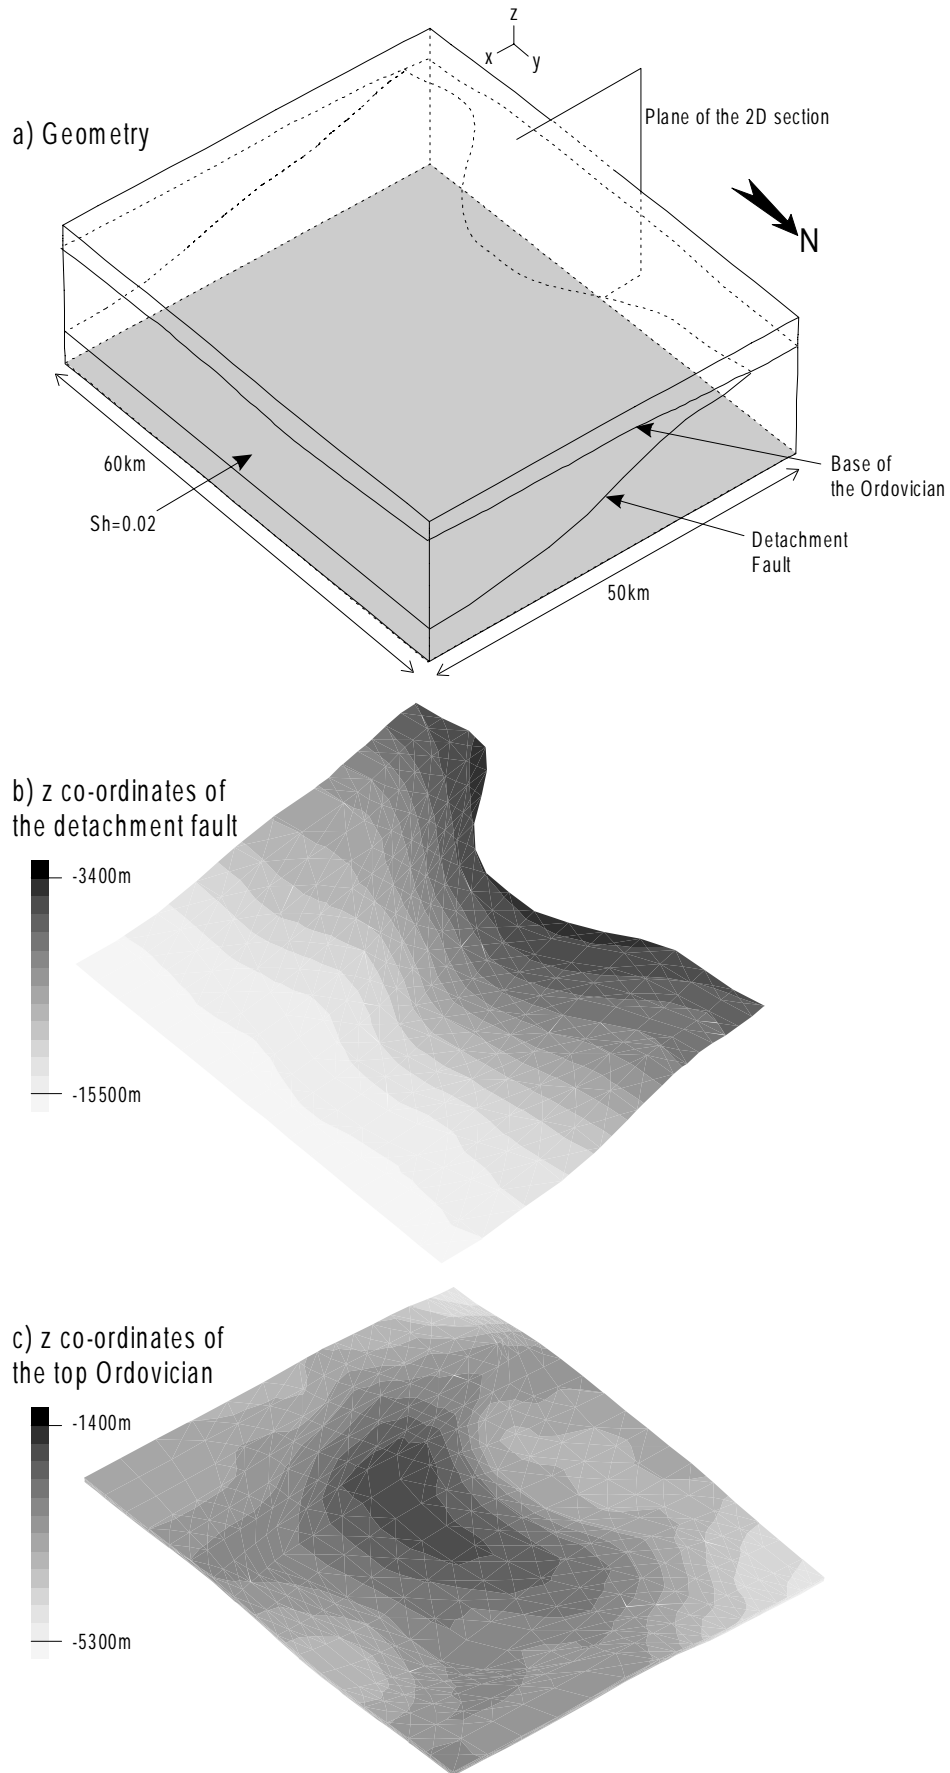 z
x
y
a) Geometry
Plane of the 2D section
N
60km
Sh=0.02
Base of
the Ordovician
Detachment
Fault
50km
b) z co-ordinates of
the detachment fault
-3400m
-15500m
c) z co-ordinates of
the top Ordovician
-1400m
-5300m